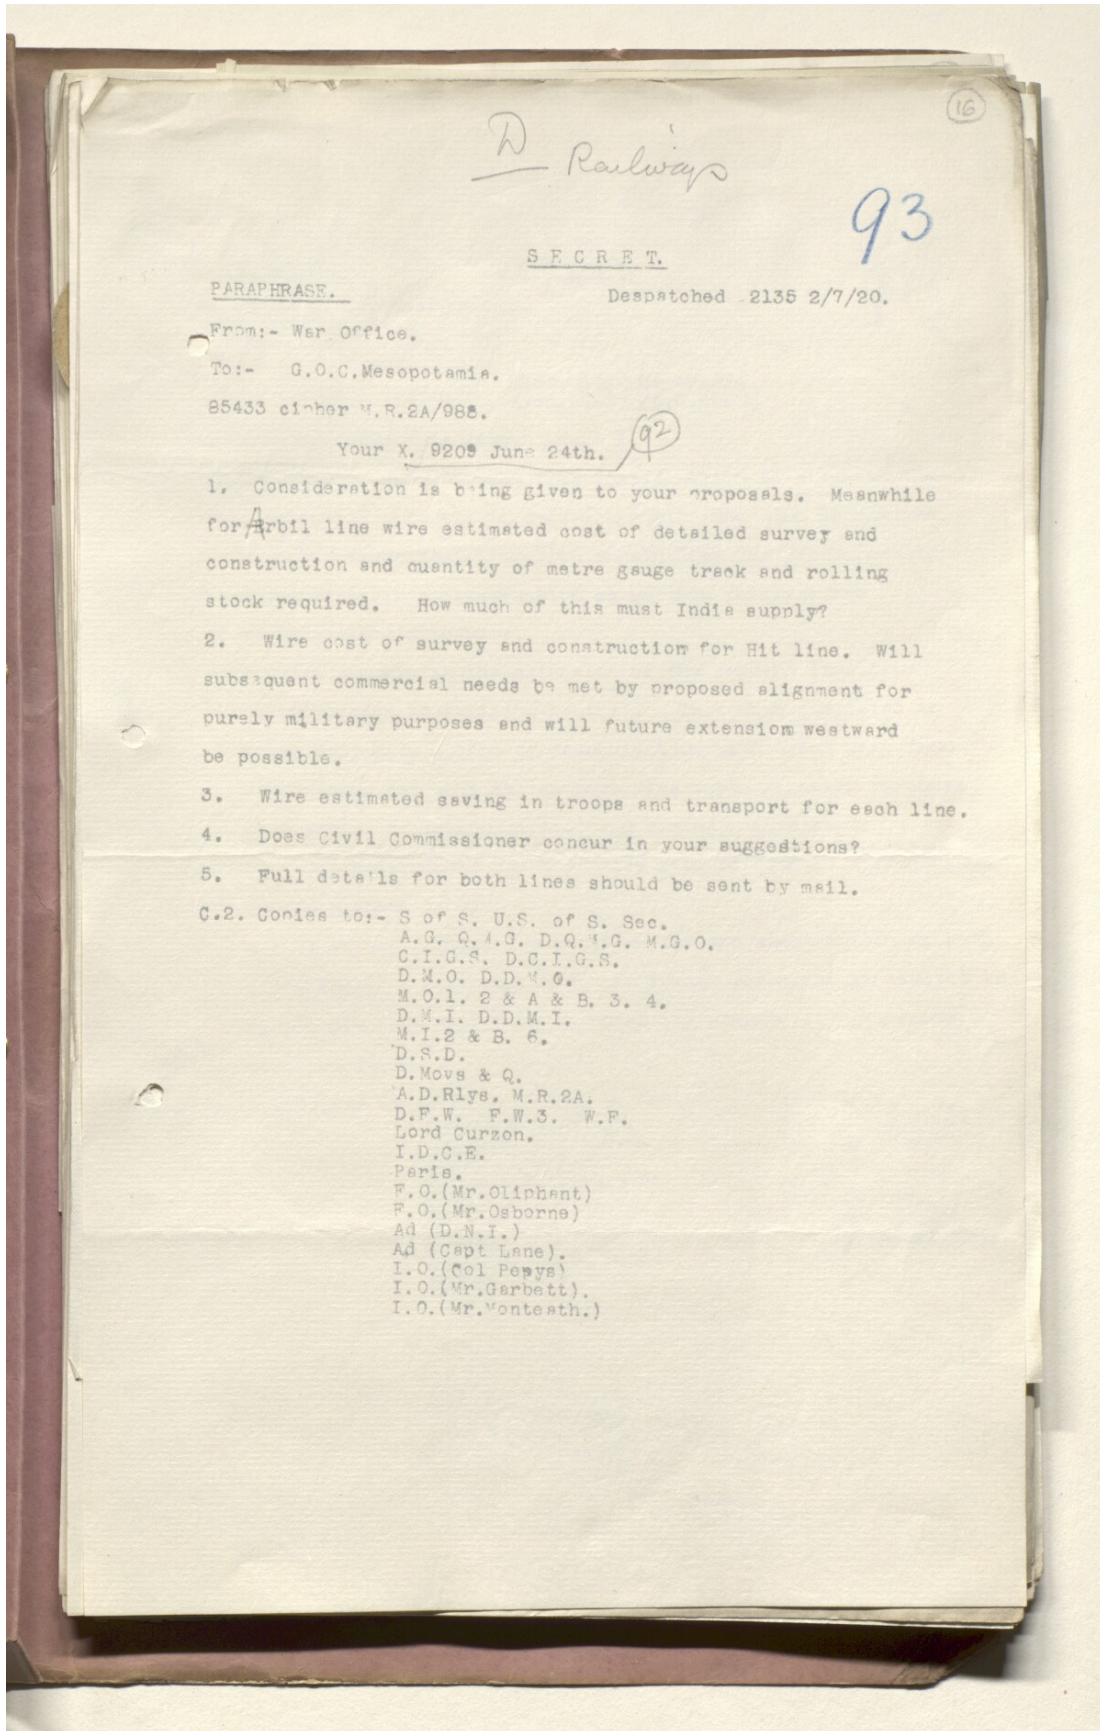 16
D
Railways
93
SECRET.
PARAPHRASE.
Despatched 2135 2/7/20.
From:- War Office.
To:- G.O.C.Mesopotamia.
85433 cipher M.R.2A/988.
Your X. 9209 June 24th. 92
1. Consideration is being given to your proposals. Meanwhile
for Arbil line wire estimated cost of detailed survey and
construction and quantity of metre gauge track and rolling
stock required. How much of this must India supply?
2. Wire cost of survey and construction for Hit line. Will
subsequent commercial needs be met by proposed alignment for
purely military purposes and will future extension westward
be possible.
3. Wire estimated saving in troops and transport for each line.
4. Does Civil Commissioner concur in your suggestions?
5. Full details for both lines should be sent by mail.
C.2. Copies to:- S of S. U.S. of S. Sec.
A.G. Q.M.G. D.Q.M.G. M.G.O.
C.I.G.S. D.C.I.G.S.
D.M.O. D.D.M.O.
M.O.1. 2 & A & B. 3. 4.
D.M.I. D.D.M.I.
M.I.2 & B. 6.
D.S.D.
D.Movs & Q.
A.D.Rlys. M.R.2A.
D.F.W. F.W.3. W.F.
Lord Curzon.
I.D.C.E.
Paris.
F.O.(Mr.Oliphant)
F.O.(Mr.Osborne)
Ad (D.N.I.)
Ad (Capt Lane).
I.O.(Col Pepys)
I.O.(Mr.Garbett).
I.O.(Mr.Monteath.)